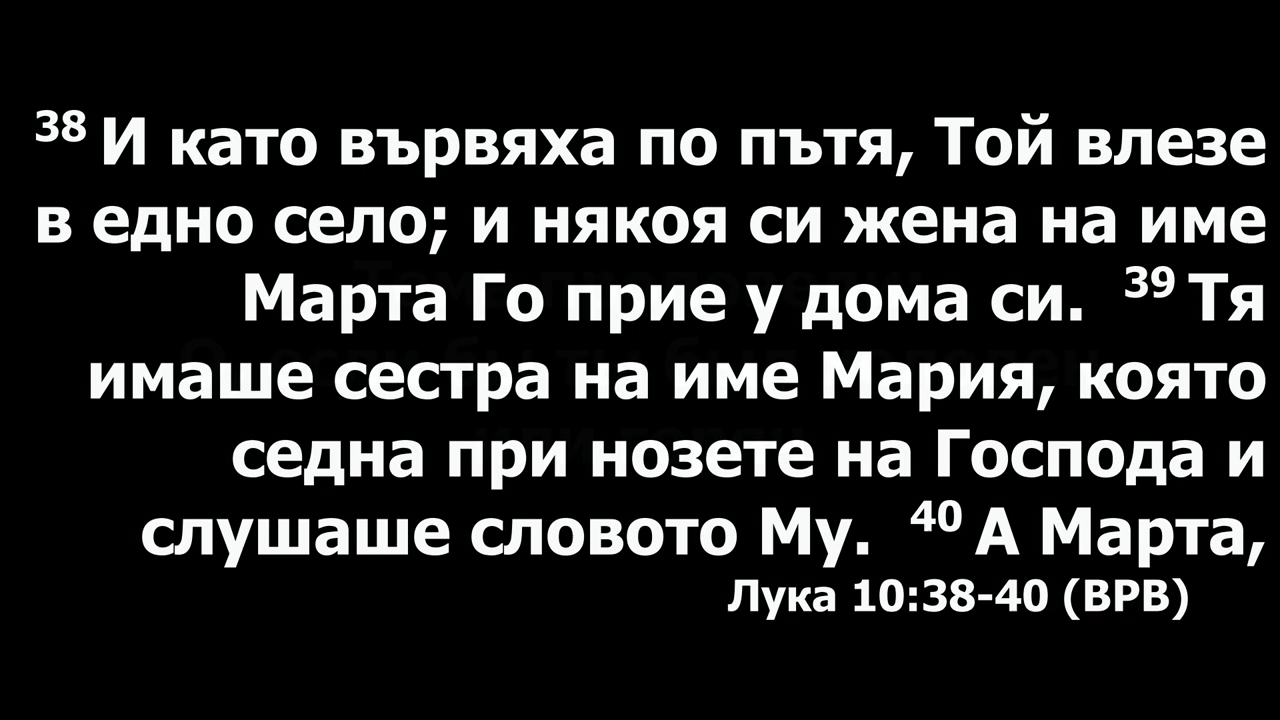 38 И като вървяха по пътя, Той влезе
в едно село; и някоя си жена на име
Марта Го прие у дома си. 39 Тя
имаше сестра на име Мария, която
седна при нозете на Господа и
слушаше словото Му. 40 А Марта,
Лука 10:38-40 (ВРВ)